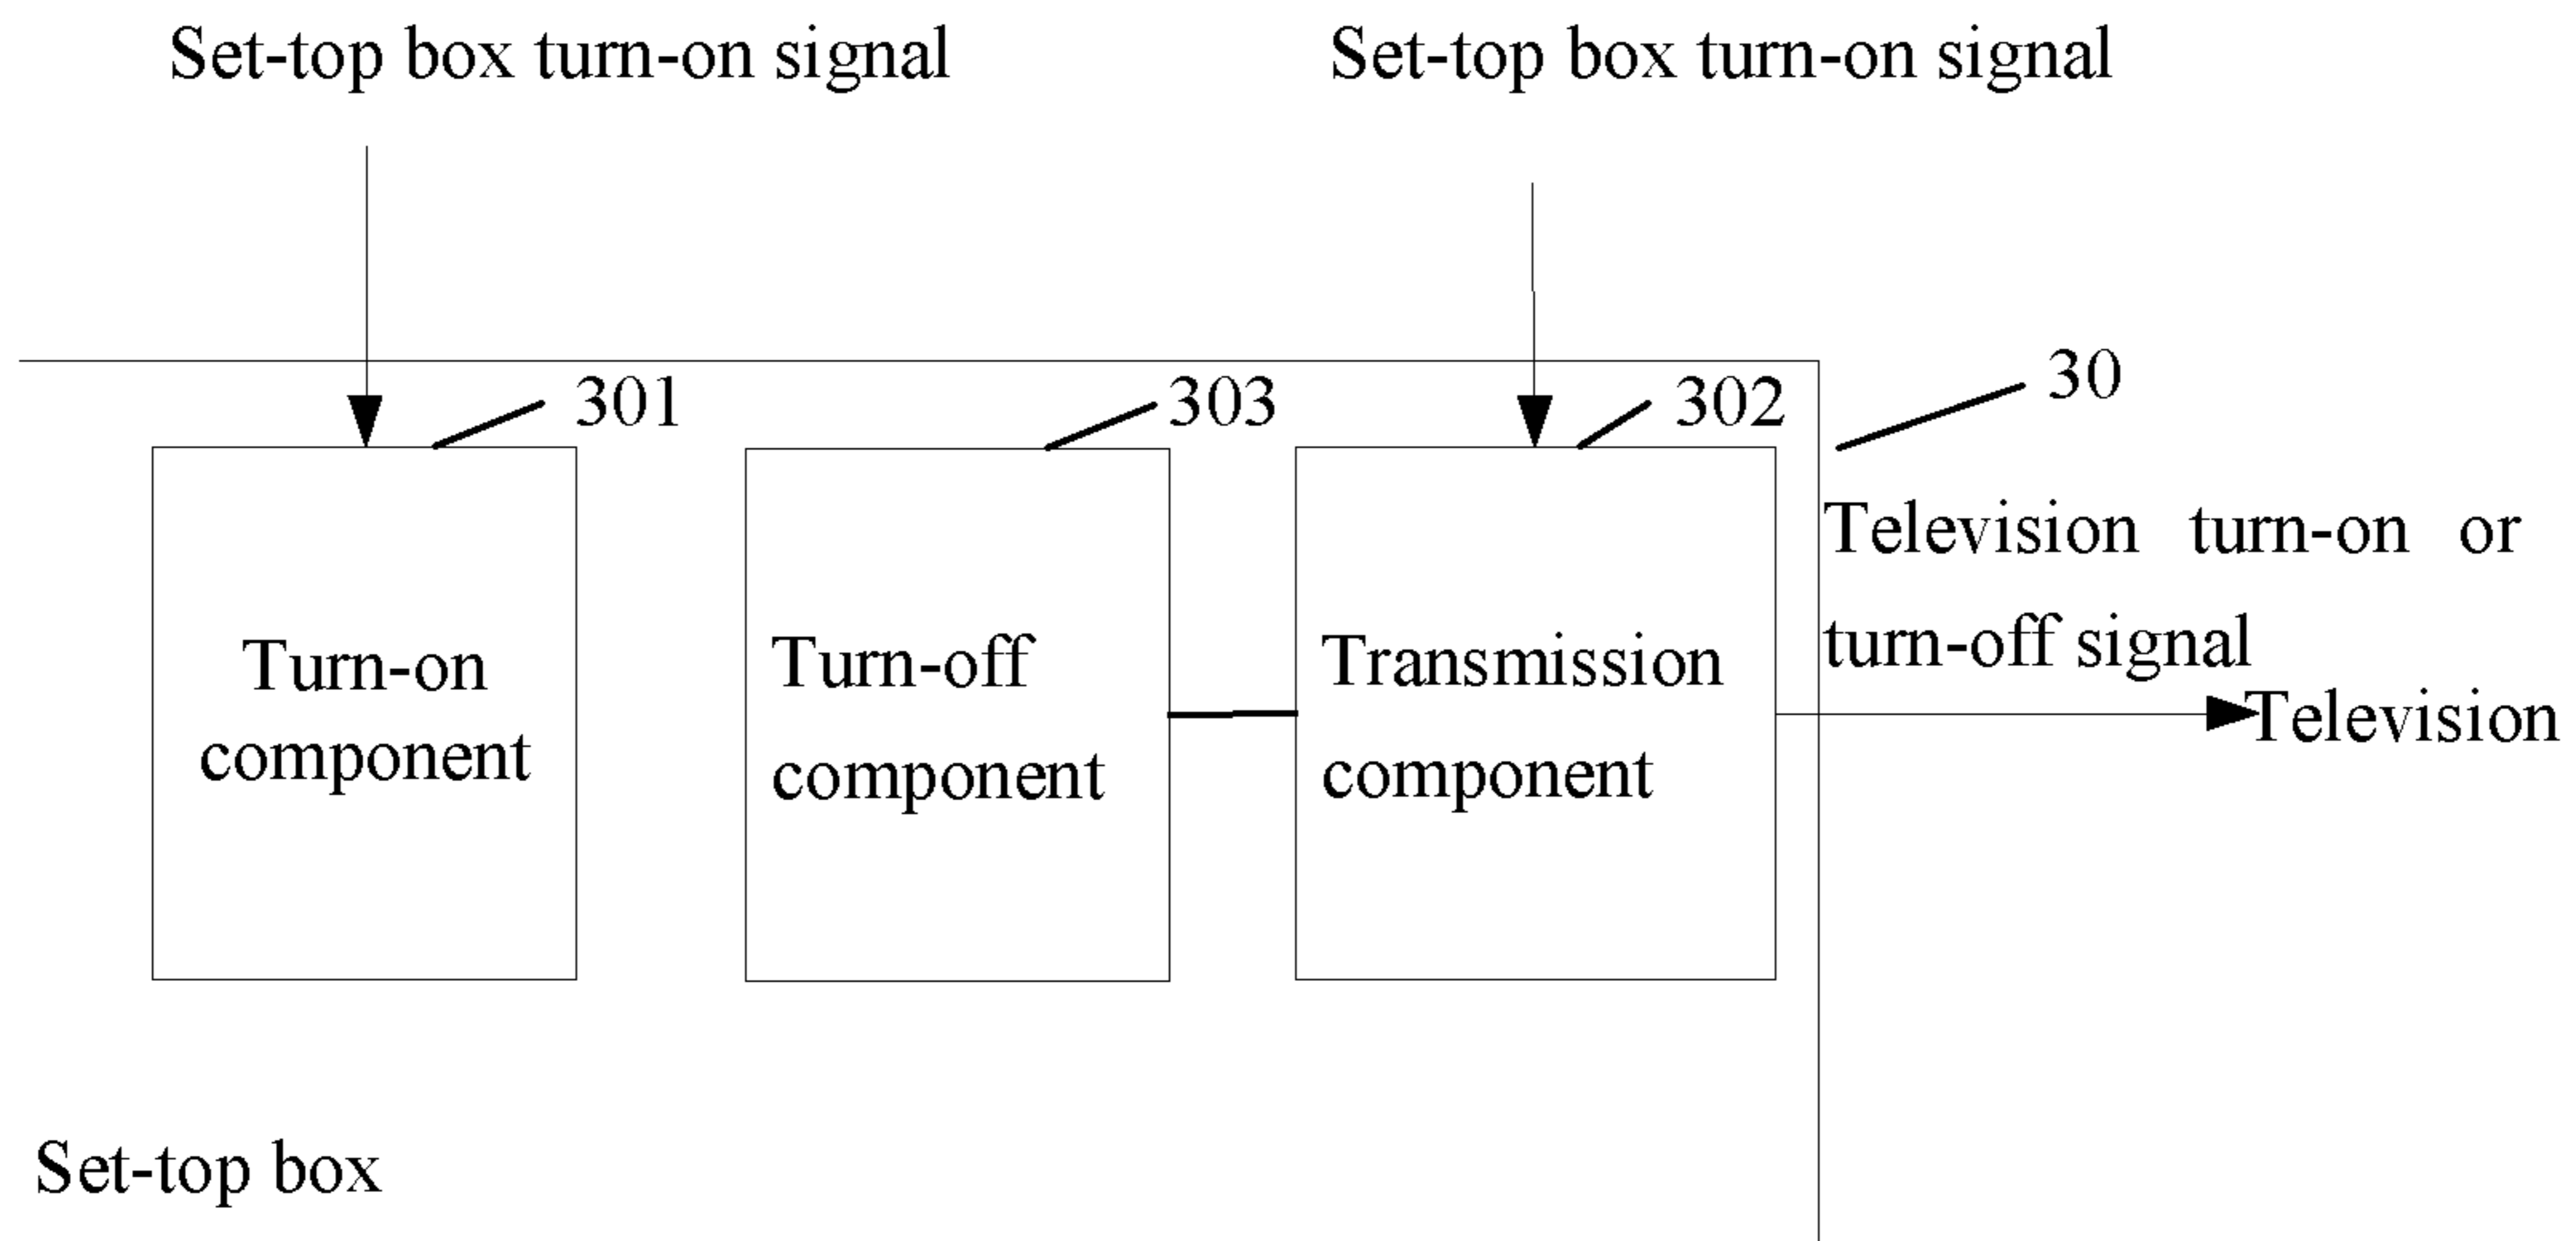 Set-top box turn-on signal
Set-top box turn-on signal
301
303
302
30
Television turn-on or
turn-off signal
Television
Turn-on
component
Turn-off
component
Transmission
component
Set-top box